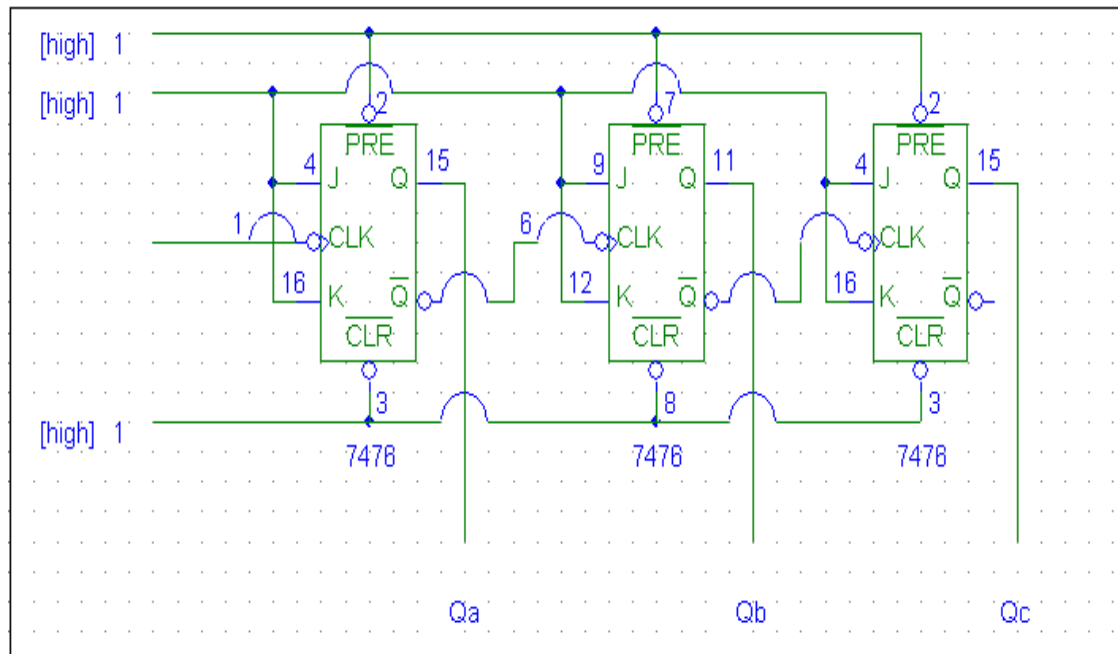 [high] 1
[high] 1
2 7 2
PRE PRE PRE
4 J Q 15 9 J Q 11 4 J Q 15
1 CLK 6 CLK CLK
16 K Q 12 K Q 16 K Q
CLR CLR CLR
3 8 3
[high] 1
7476 7476 7476
Qa Qb Qc